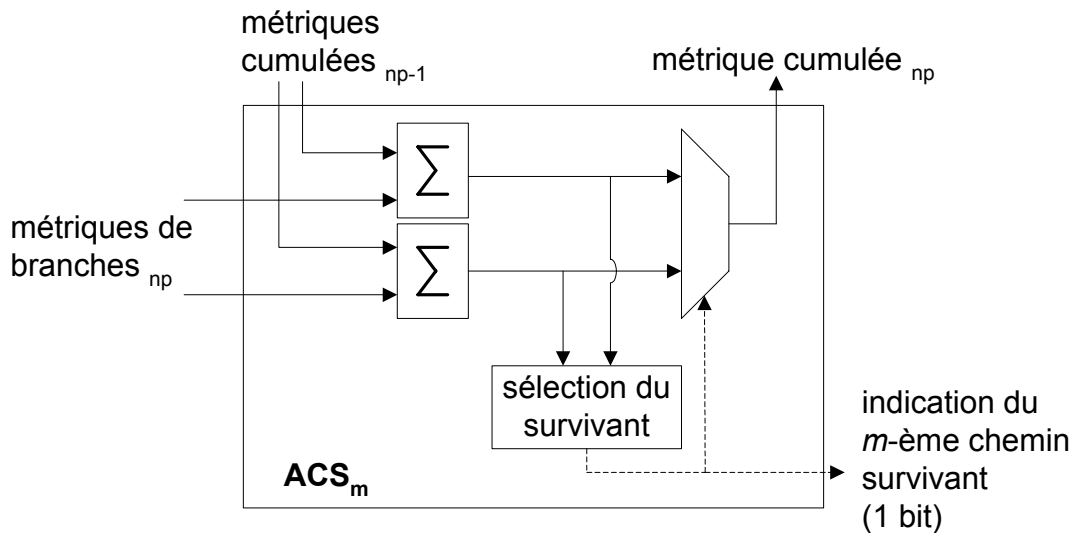 métriques
cumulées np-1
métrique cumulée np
Σ
métriques de
branches np
Σ
sélection du
survivant
indication du
m-ème chemin
survivant
(1 bit)
ACSm